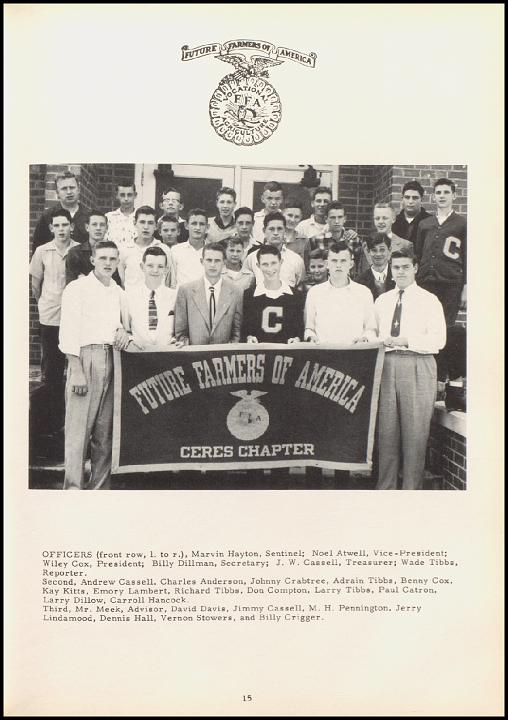 FUTURE FARMERS OF AMERICA
VOCATIONAL
FFA
AGRICULTURE
C
C
FUTURE FARMERS OF AMERICA
FFA
CERES CHAPTER
OFFICERS (front row, l. to r.), Marvin Hayton, Sentinel; Noel Atwell, Vice-President;
Wiley Cox, President; Billy Dillman, Secretary; J. W. Cassell, Treasurer; Wade Tibbs,
Reporter.
Second, Andrew Cassell, Charles Anderson, Johnny Crabtree, Adrain Tibbs, Benny Cox,
Kay Kitts, Emory Lambert, Richard Tibbs, Don Compton, Larry Tibbs, Paul Catron,
Larry Dillow, Carroll Hancock.
Third, Mr. Meek, Advisor, David Davis, Jimmy Cassell, M. H. Pennington, Jerry
Lindamood, Dennis Hall, Vernon Stowers, and Billy Crigger.
15